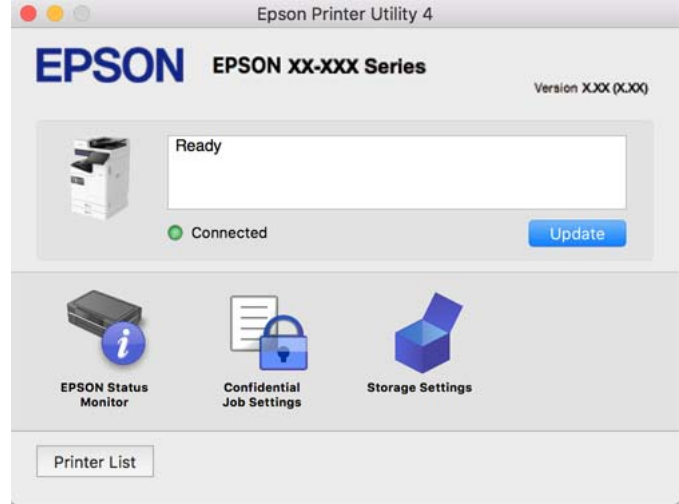 Epson Printer Utility 4
EPSON
EPSON XX-XXX Series
Version X.XX (X.XX)
Ready
Connected
Update
EPSON Status
Monitor
Confidential
Job Settings
Storage Settings
Printer List